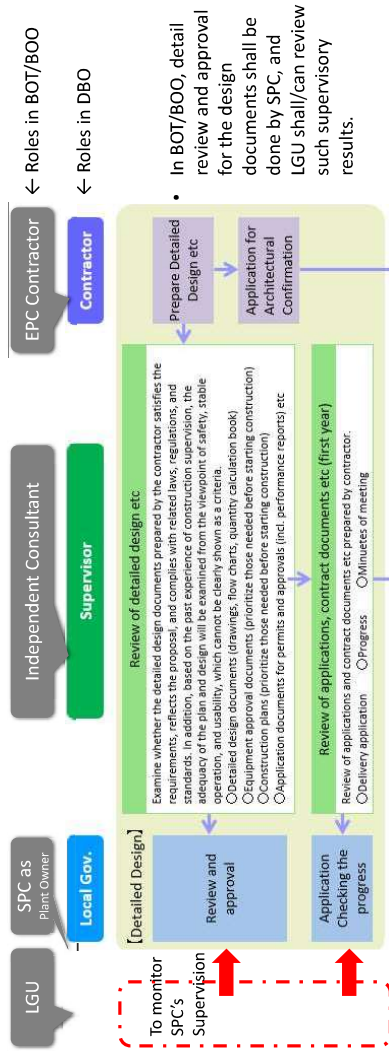 LGU
SPC as
Plant Owner
Independent Consultant
EPC Contractor
← Roles in BOT/BOO
Local Gov.
Supervisor
Contractor
← Roles in DBO
To monitor
SPC's
Supervision
【Detailed Design】
Review and
approval
Review of detailed design etc
Examine whether the detailed design documents prepared by the contractor satisfies the
requirements, reflects the proposal, and complies with related laws, regulations, and
standards. In addition, based on the past experience of construction supervision, the
adequacy of the plan and design will be examined from the viewpoint of safety, stable
operation, and usability, which cannot be clearly shown as a criteria.
○Detailed design documents (drawings, flow charts, quantity calculation book)
○Equipment approval documents (prioritize those needed before starting construction)
○Construction plans (prioritize those needed before starting construction)
○Application documents for permits and approvals (incl. performance reports) etc
Prepare Detailed
Design etc
Application for
Architectural
Confirmation
• In BOT/BOO, detail
review and approval
for the design
documents shall be
done by SPC, and
LGU shall/can review
such supervisory
results.
Application
Checking the
progress
Review of applications, contract documents etc (first year)
Review of applications and contract documents etc prepared by contractor.
○Delivery application ○Progress ○Minuetes of meeting